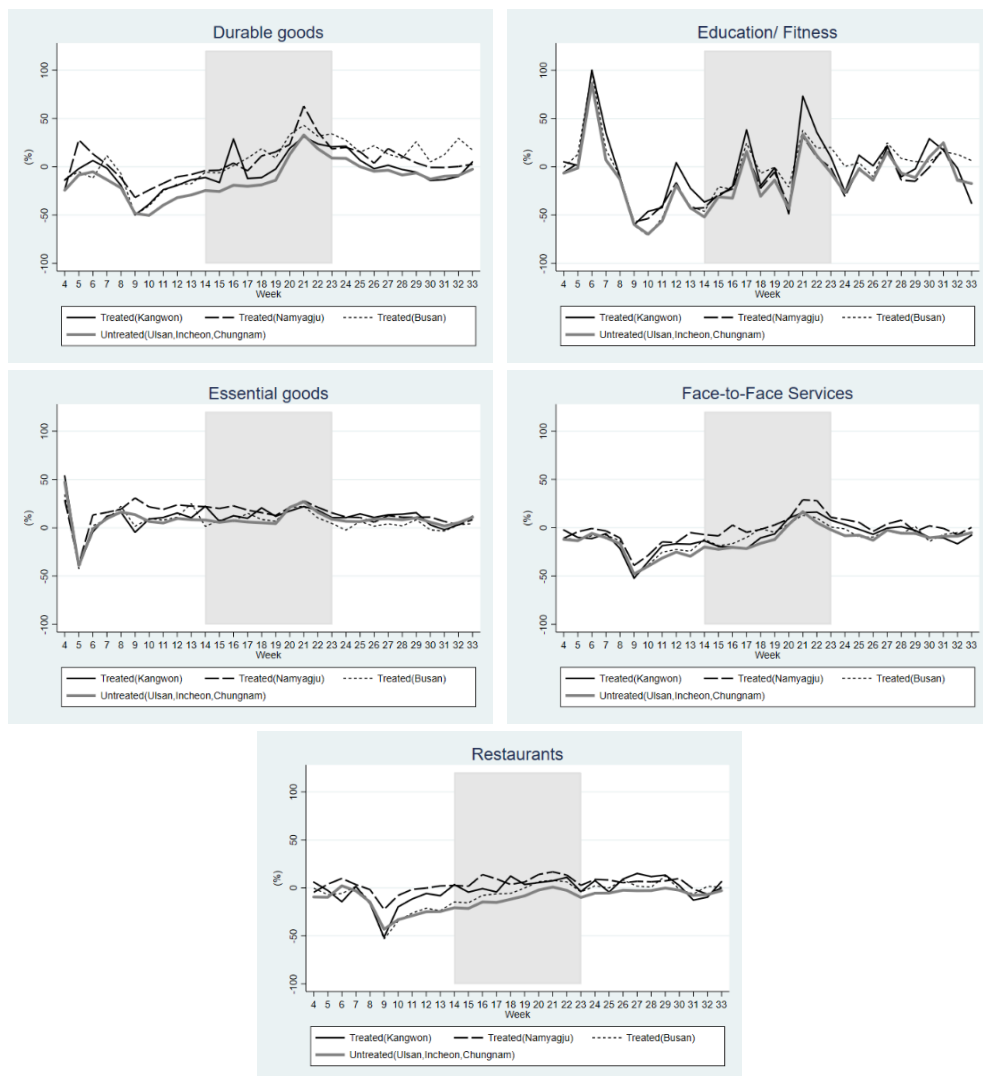 Durable goods
100
50
0
-50
-100
(%)
4 5 6 7 8 9 10 11 12 13 14 15 16 17 18 19 20 21 22 23 24 25 26 27 28 29 30 31 32 33
Week
Treated(Kangwon) Treated(Namyagju) Treated(Busan)
Untreated(Ulsan,Incheon,Chungnam)
Education/ Fitness
100
50
0
-50
-100
(%)
4 5 6 7 8 9 10 11 12 13 14 15 16 17 18 19 20 21 22 23 24 25 26 27 28 29 30 31 32 33
Week
Treated(Kangwon) Treated(Namyagju) Treated(Busan)
Untreated(Ulsan,Incheon,Chungnam)
Essential goods
100
50
0
-50
-100
(%)
4 5 6 7 8 9 10 11 12 13 14 15 16 17 18 19 20 21 22 23 24 25 26 27 28 29 30 31 32 33
Week
Treated(Kangwon) Treated(Namyagju) Treated(Busan)
Untreated(Ulsan,Incheon,Chungnam)
Face-to-Face Services
100
50
0
-50
-100
(%)
4 5 6 7 8 9 10 11 12 13 14 15 16 17 18 19 20 21 22 23 24 25 26 27 28 29 30 31 32 33
Week
Treated(Kangwon) Treated(Namyagju) Treated(Busan)
Untreated(Ulsan,Incheon,Chungnam)
Restaurants
100
50
0
-50
-100
(%)
4 5 6 7 8 9 10 11 12 13 14 15 16 17 18 19 20 21 22 23 24 25 26 27 28 29 30 31 32 33
Week
Treated(Kangwon) Treated(Namyagju) Treated(Busan)
Untreated(Ulsan,Incheon,Chungnam)